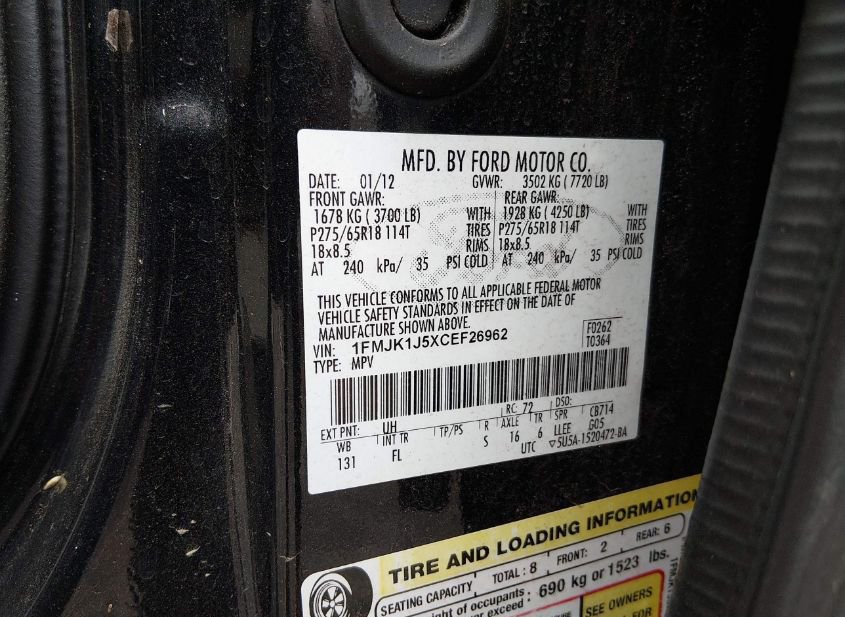 MFD. BY FORD MOTOR CO.
DATE: 01/12 GVWR: 3502 KG ( 7720 LB)
FRONT GAWR: REAR GAWR:
1678 KG ( 3700 LB) WITH 1928 KG ( 4250 LB) WITH
P275/65R18 114T TIRES P275/65R18 114T TIRES
18x8.5 RIMS 18x8.5 RIMS
AT 240 kPa/ 35 PSI COLD AT 240 kPa/ 35 PSI COLD
THIS VEHICLE CONFORMS TO ALL APPLICABLE FEDERAL MOTOR
VEHICLE SAFETY STANDARDS IN EFFECT ON THE DATE OF
MANUFACTURE SHOWN ABOVE.
VIN: 1FMJK1J5XCEF26962 F0262
TYPE: MPV T0364
EXT PNT: UH RC: 72 DSO:
WB INT TR TP/PS R AXLE TR SPR CB714
131 FL S 16 6 LLEE G05
UTC ▽5U5A-1520472-BA
TIRE AND LOADING INFORMATION
SEATING CAPACITY TOTAL : 8 FRONT: 2 REAR: 6
of occupants
exceed : 690 kg or 1523 lbs.
SEE OWNERS
FOR